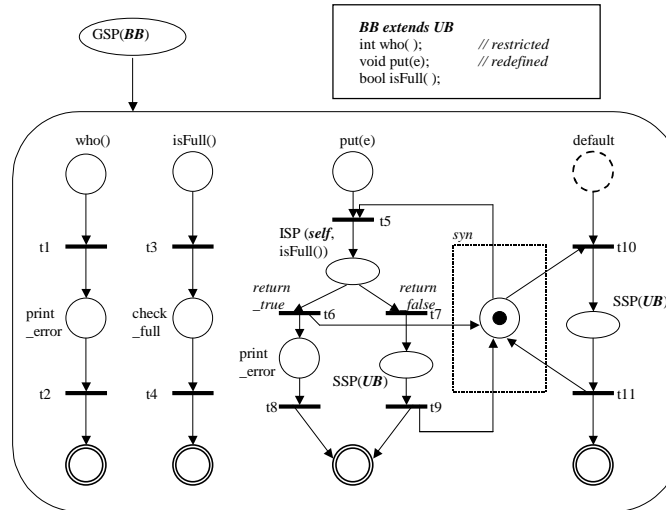 GSP(BB)
BB extends UB
int who( ); // restricted
void put(e); // redefined
bool isFull( );
who()
isFull()
put(e)
default
t5
ISP (self,
isFull())
syn
t1
t3
t10
return
_true
return
_false
t6
t7
print
_error
check
_full
SSP(UB)
print
_error
SSP(UB)
t2
t4
t8
t9
t11